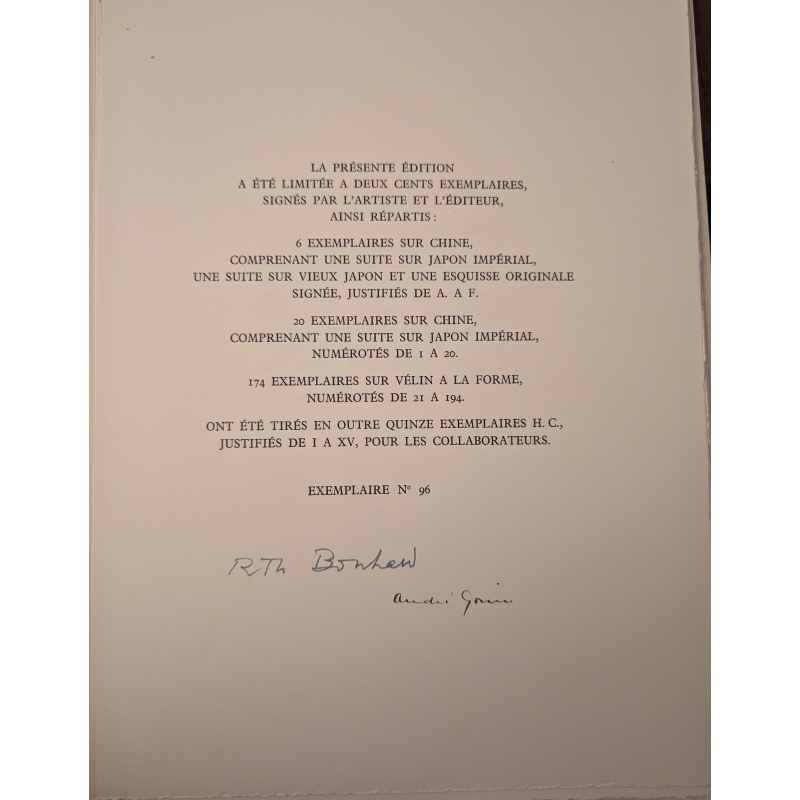 LA PRÉSENTE ÉDITION
A ÉTÉ LIMITÉE A DEUX CENTS EXEMPLAIRES,
SIGNÉS PAR L'ARTISTE ET L'ÉDITEUR,
AINSI RÉPARTIS :
6 EXEMPLAIRES SUR CHINE,
COMPRENANT UNE SUITE SUR JAPON IMPÉRIAL,
UNE SUITE SUR VIEUX JAPON ET UNE ESQUISSE ORIGINALE
SIGNÉE, JUSTIFIÉS DE A. A F.
20 EXEMPLAIRES SUR CHINE,
COMPRENANT UNE SUITE SUR JAPON IMPÉRIAL,
NUMÉROTÉS DE 1 A 20.
174 EXEMPLAIRES SUR VÉLIN A LA FORME,
NUMÉROTÉS DE 21 A 194.
ONT ÉTÉ TIRÉS EN OUTRE QUINZE EXEMPLAIRES H. C.,
JUSTIFIÉS DE I A XV, POUR LES COLLABORATEURS.
EXEMPLAIRE Nº 96
André